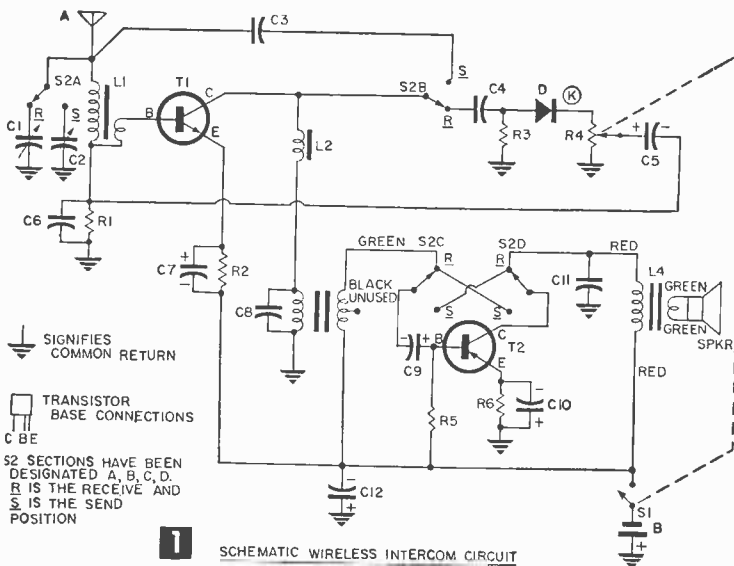 A
C3
S2A
L1
T1
C
B
E
S
S2B
R
C4
D
K
R3
R4
+ -
C5
R
S
C1
C2
L2
C6
R1
C7
+
-
R2
C8
GREEN
BLACK
UNUSED
S2C
R
S2D
R
S
S
RED
C11
L4
GREEN
GREEN
SPKR
RED
- +
C9
B
C
E
T2
R5
R6
-
C10
+
C12
-
+
S1
B
+
SIGNIFIES
COMMON RETURN
TRANSISTOR
BASE CONNECTIONS
C B E
S2 SECTIONS HAVE BEEN
DESIGNATED A, B, C, D.
R IS THE RECEIVE AND
S IS THE SEND
POSITION
1
SCHEMATIC WIRELESS INTERCOM CIRCUIT